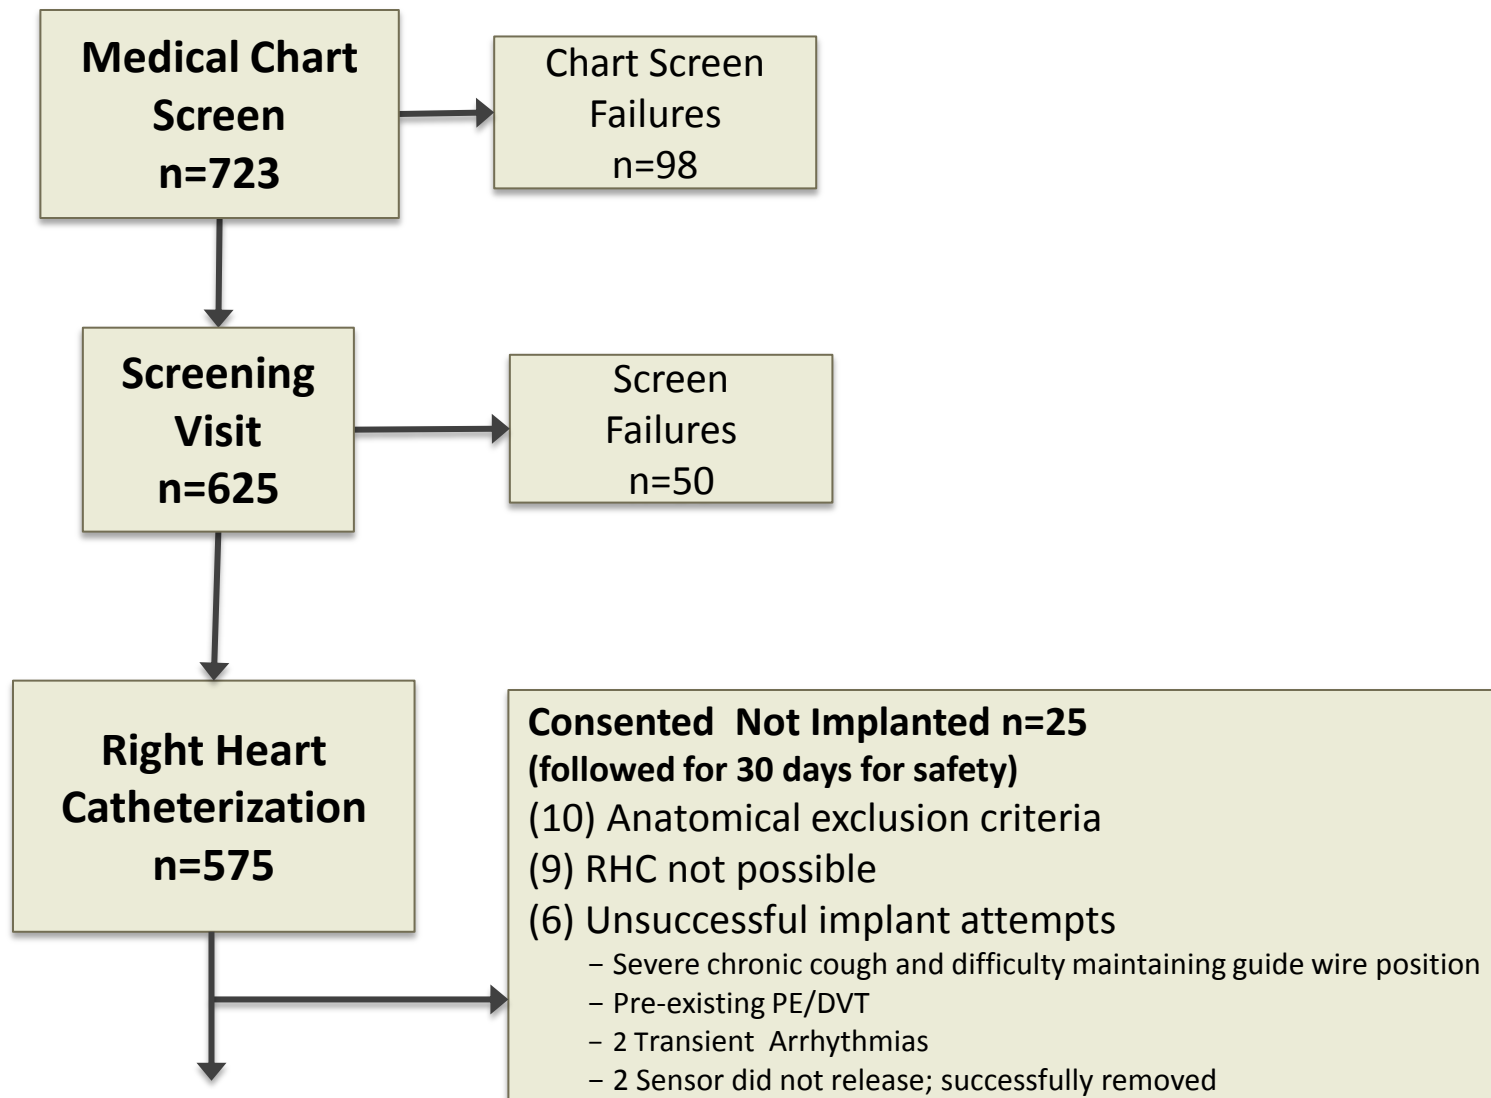 Medical Chart
Screen
n=723
Chart Screen
Failures
n=98
Screening
Visit
n=625
Screen
Failures
n=50
Right Heart
Catheterization
n=575
Consented  Not Implanted n=25
(followed for 30 days for safety)
(10) Anatomical exclusion criteria
(9) RHC not possible
(6) Unsuccessful implant attempts
– Severe chronic cough and difficulty maintaining guide wire position
– Pre-existing PE/DVT
– 2 Transient  Arrhythmias
– 2 Sensor did not release; successfully removed